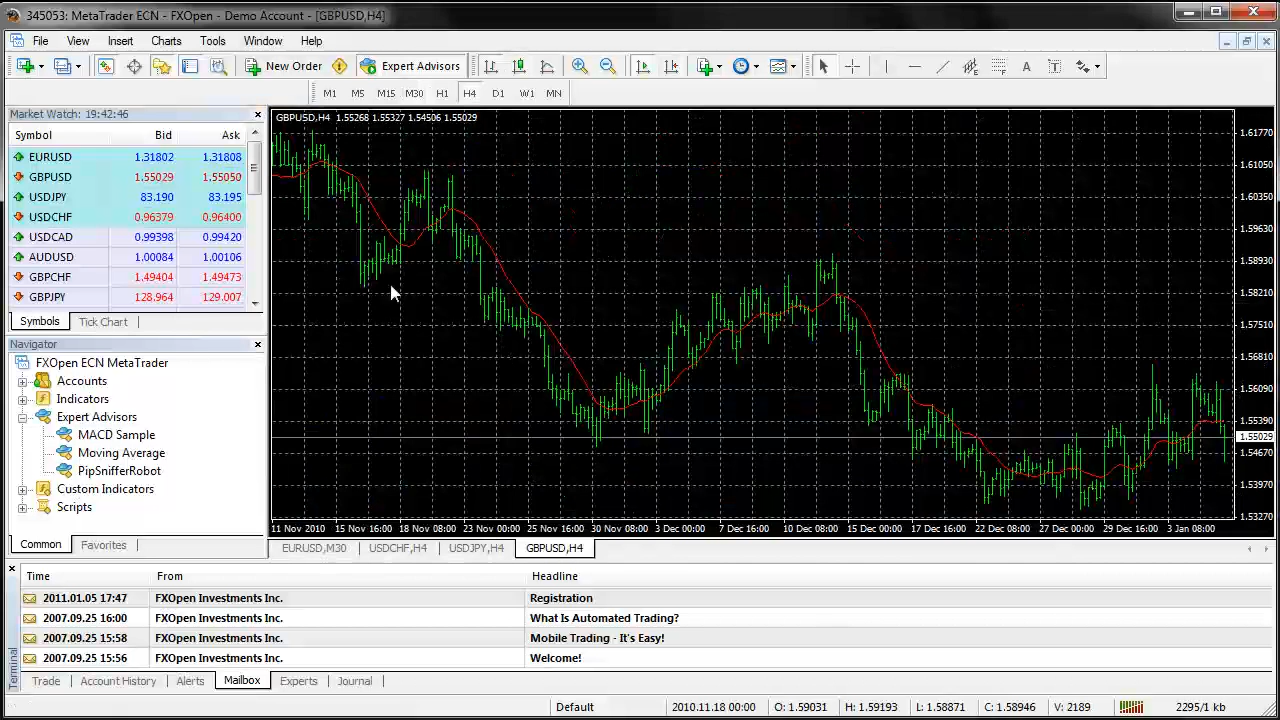 345053: MetaTrader ECN - FXOpen - Demo Account - [GBPUSD,H4]
File View Insert Charts Tools Window Help
New Order Expert Advisors A T
M1 M5 M15 M30 H1 H4 D1 W1 MN
Market Watch: 19:42:46
Symbol Bid Ask
EURUSD 1.31802 1.31808
GBPUSD 1.55029 1.55050
USDJPY 83.190 83.195
USDCHF 0.96379 0.96400
USDCAD 0.99398 0.99420
AUDUSD 1.00084 1.00106
GBPCHF 1.49404 1.49473
GBPJPY 128.964 129.007
Symbols Tick Chart
Navigator
FXOpen ECN MetaTrader
Accounts
Indicators
Expert Advisors
MACD Sample
Moving Average
PipSnifferRobot
Custom Indicators
Scripts
Common Favorites
GBPUSD,H4 1.55268 1.55327 1.54506 1.55029
1.61770
1.61050
1.60350
1.59630
1.58930
1.58210
1.57510
1.56810
1.56090
1.55390
1.55029
1.54670
1.53970
1.53270
11 Nov 2010 15 Nov 16:00 18 Nov 08:00 23 Nov 00:00 25 Nov 16:00 30 Nov 08:00 3 Dec 00:00 7 Dec 16:00 10 Dec 08:00 15 Dec 00:00 17 Dec 16:00 22 Dec 08:00 27 Dec 00:00 29 Dec 16:00 3 Jan 08:00
EURUSD,M30 USDCHF,H4 USDJPY,H4 GBPUSD,H4
Time From Headline
2011.01.05 17:47 FXOpen Investments Inc. Registration
2007.09.25 16:00 FXOpen Investments Inc. What Is Automated Trading?
2007.09.25 15:58 FXOpen Investments Inc. Mobile Trading - It's Easy!
2007.09.25 15:56 FXOpen Investments Inc. Welcome!
Terminal
Trade Account History Alerts Mailbox Experts Journal
Default 2010.11.18 00:00 O: 1.59031 H: 1.59193 L: 1.58871 C: 1.58946 V: 2189 2295/1 kb